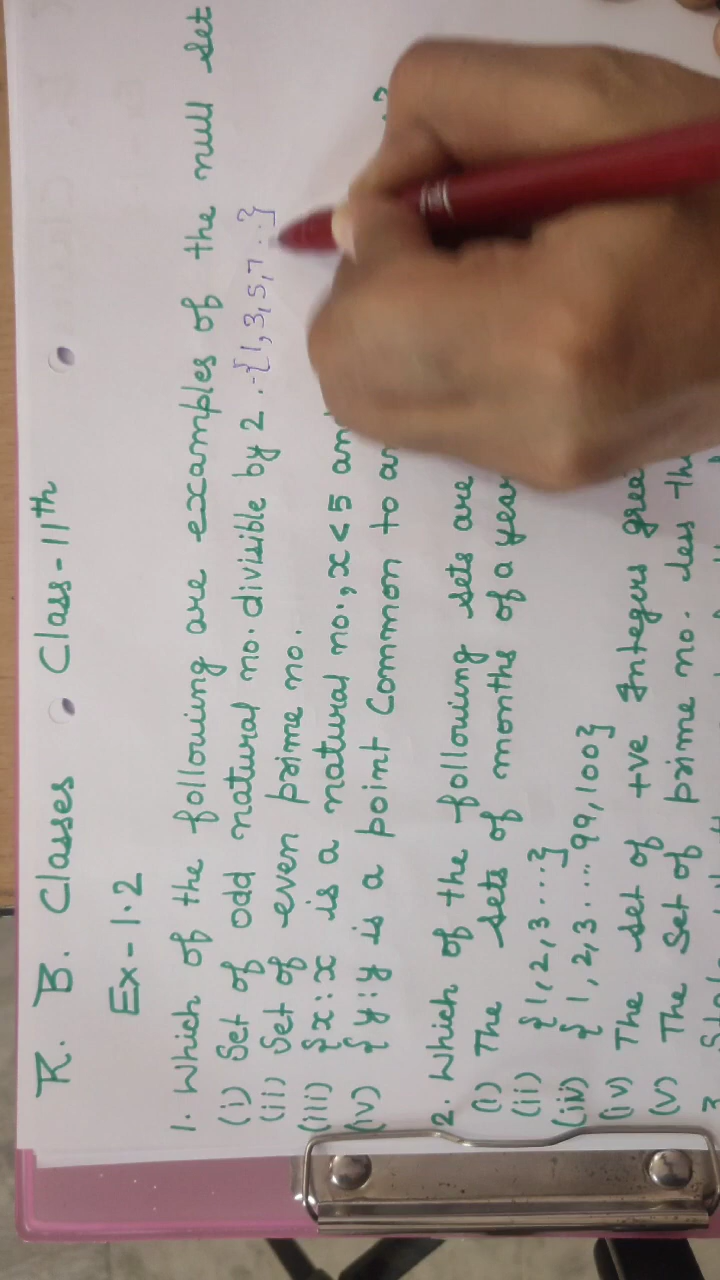 R. B. Classes • Class-11th •
Ex-1.2
1. Which of the following are examples of the null set
(i) Set of odd natural no. divisible by 2. -{1,3,5,7..}
(ii) Set of even prime no.
(iii) {x:x is a natural no., x<5 an
(iv) {y:y is a point common to a
2. Which of the following sets are
(i) The sets of months of a year
(ii) {1,2,3...}
(iii) {1,2,3...99,100}
(iv) The set of +ve Integers grea
(v) The Set of prime no. less th
3.